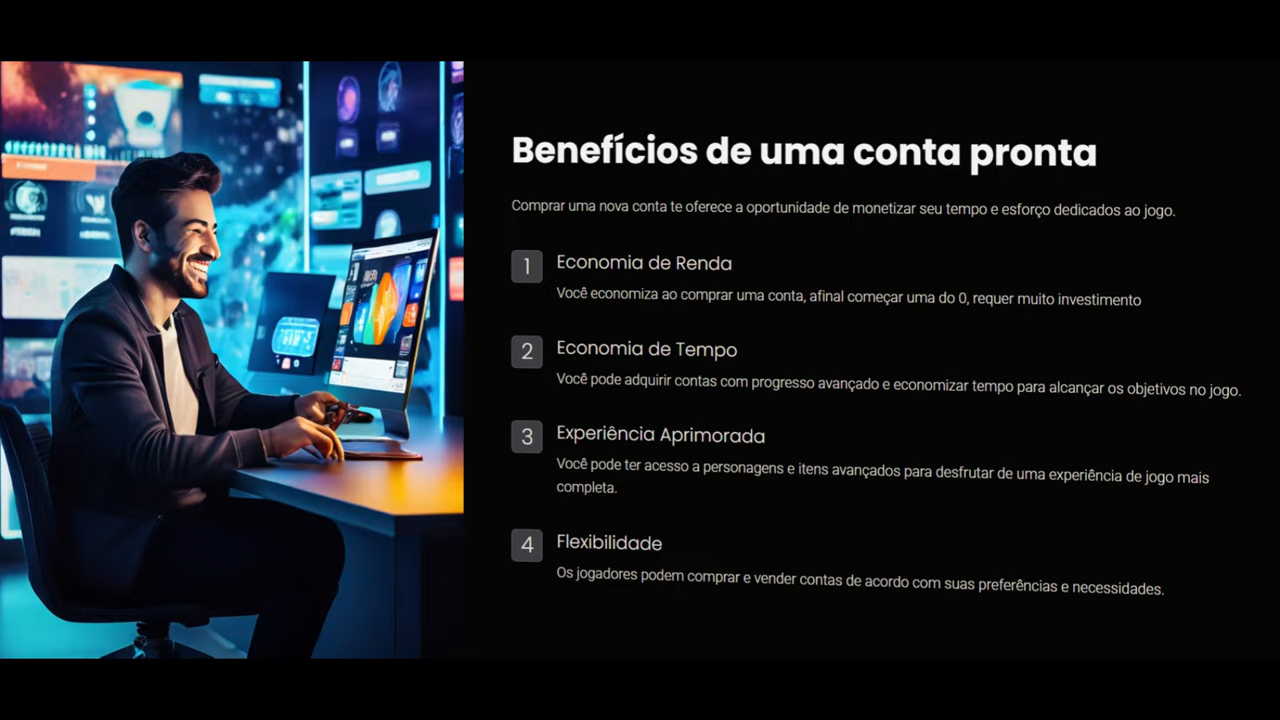 Benefícios de uma conta pronta
Comprar uma nova conta te oferece a oportunidade de monetizar seu tempo e esforço dedicados ao jogo.
1
Economia de Renda
Você economiza ao comprar uma conta, afinal começar uma do 0, requer muito investimento
2
Economia de Tempo
Você pode adquirir contas com progresso avançado e economizar tempo para alcançar os objetivos no jogo.
3
Experiência Aprimorada
Você pode ter acesso a personagens e itens avançados para desfrutar de uma experiência de jogo mais
completa.
4
Flexibilidade
Os jogadores podem comprar e vender contas de acordo com suas preferências e necessidades.